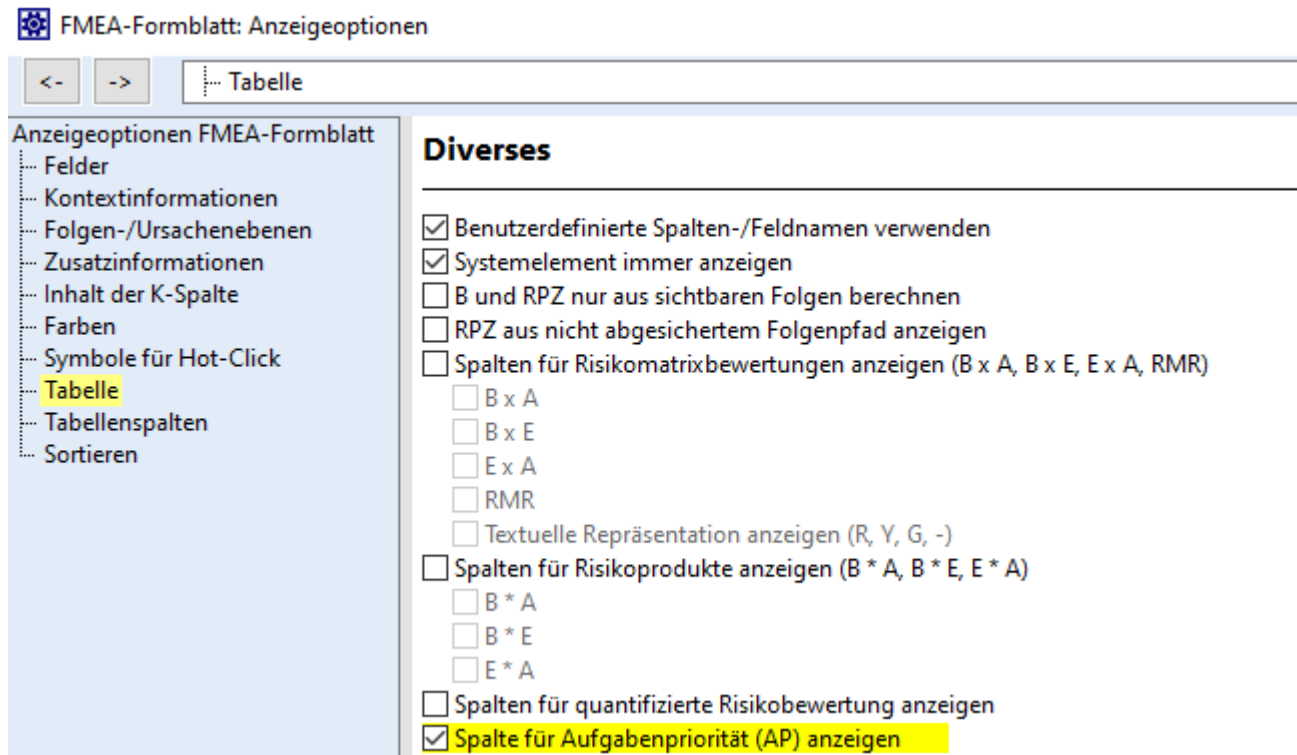 FMEA-Formblatt: Anzeigeoptionen
<- -> Tabelle
Anzeigeoptionen FMEA-Formblatt
Felder
Kontextinformationen
Folgen-/Ursachenebenen
Zusatzinformationen
Inhalt der K-Spalte
Farben
Symbole für Hot-Click
Tabelle
Tabellenspalten
Sortieren
Diverses
Benutzerdefinierte Spalten-/Feldnamen verwenden
Systemelement immer anzeigen
B und RPZ nur aus sichtbaren Folgen berechnen
RPZ aus nicht abgesichertem Folgenpfad anzeigen
Spalten für Risikomatrixbewertungen anzeigen (B x A, B x E, E x A, RMR)
B x A
B x E
E x A
RMR
Textuelle Repräsentation anzeigen (R, Y, G, -)
Spalten für Risikoprodukte anzeigen (B * A, B * E, E * A)
B * A
B * E
E * A
Spalten für quantifizierte Risikobewertung anzeigen
Spalte für Aufgabenpriorität (AP) anzeigen